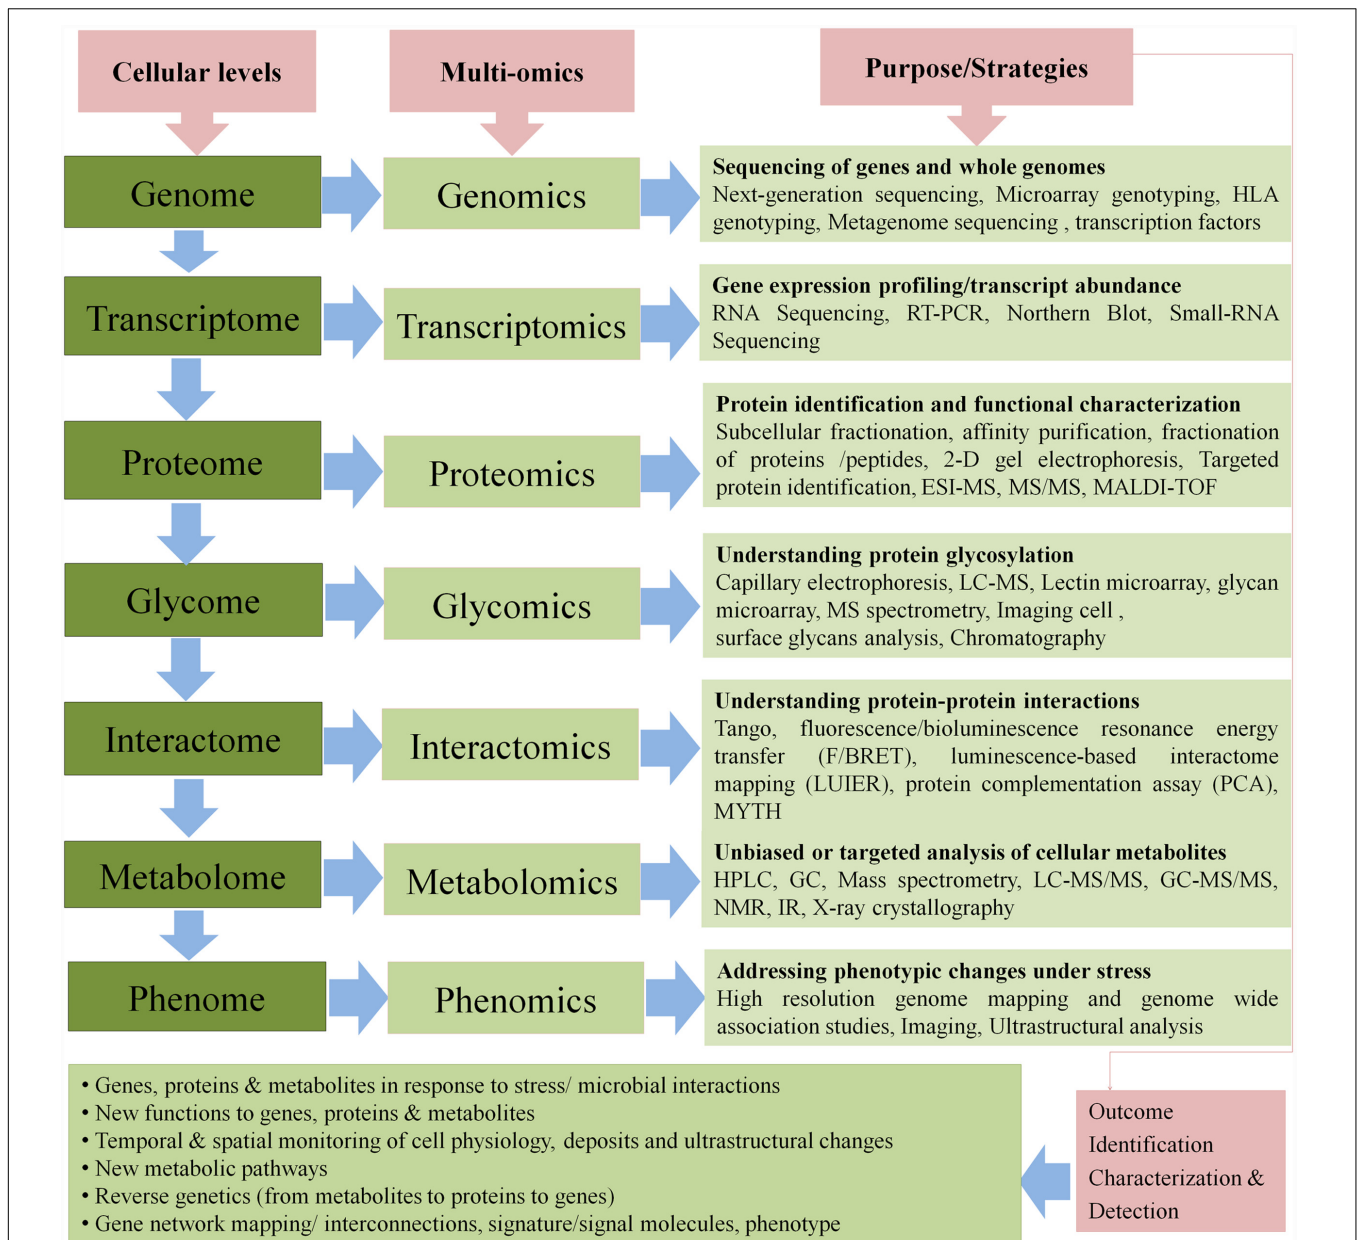 Cellular levels
Multi-omics
Purpose/Strategies
Genome
Genomics
Sequencing of genes and whole genomes
Next-generation sequencing, Microarray genotyping, HLA
genotyping, Metagenome sequencing , transcription factors
Transcriptome
Transcriptomics
Gene expression profiling/transcript abundance
RNA Sequencing, RT-PCR, Northern Blot, Small-RNA
Sequencing
Proteome
Proteomics
Protein identification and functional characterization
Subcellular fractionation, affinity purification, fractionation
of proteins /peptides, 2-D gel electrophoresis, Targeted
protein identification, ESI-MS, MS/MS, MALDI-TOF
Glycome
Glycomics
Understanding protein glycosylation
Capillary electrophoresis, LC-MS, Lectin microarray, glycan
microarray, MS spectrometry, Imaging cell ,
surface glycans analysis, Chromatography
Interactome
Interactomics
Understanding protein-protein interactions
Tango, fluorescence/bioluminescence resonance energy
transfer (F/BRET), luminescence-based interactome
mapping (LUIER), protein complementation assay (PCA),
MYTH
Metabolome
Metabolomics
Unbiased or targeted analysis of cellular metabolites
HPLC, GC, Mass spectrometry, LC-MS/MS, GC-MS/MS,
NMR, IR, X-ray crystallography
Phenome
Phenomics
Addressing phenotypic changes under stress
High resolution genome mapping and genome wide
association studies, Imaging, Ultrastructural analysis
• Genes, proteins & metabolites in response to stress/ microbial interactions
• New functions to genes, proteins & metabolites
• Temporal & spatial monitoring of cell physiology, deposits and ultrastructural changes
• New metabolic pathways
• Reverse genetics (from metabolites to proteins to genes)
• Gene network mapping/ interconnections, signature/signal molecules, phenotype
Outcome
Identification
Characterization &
Detection